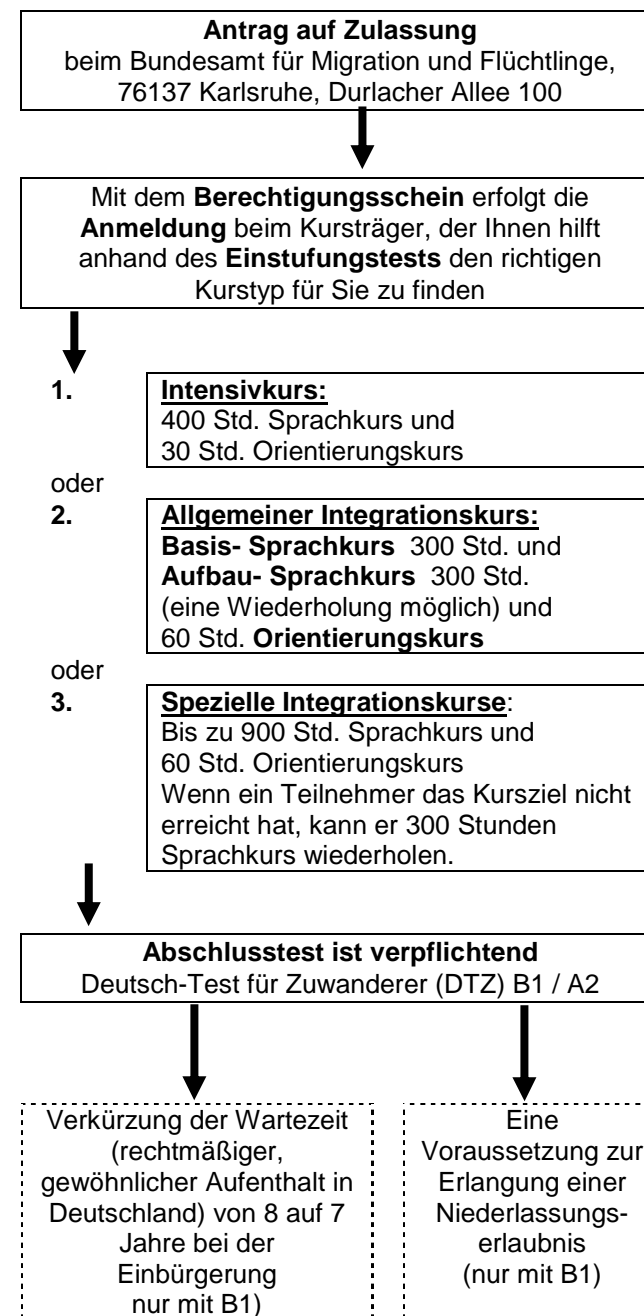 Antrag auf Zulassung
beim Bundesamt für Migration und Flüchtlinge,
76137 Karlsruhe, Durlacher Allee 100
Mit dem Berechtigungsschein erfolgt die
Anmeldung beim Kursträger, der Ihnen hilft
anhand des Einstufungstests den richtigen
Kurstyp für Sie zu finden
1. Intensivkurs:
400 Std. Sprachkurs und
30 Std. Orientierungskurs
oder
2. Allgemeiner Integrationskurs:
Basis- Sprachkurs 300 Std. und
Aufbau- Sprachkurs 300 Std.
(eine Wiederholung möglich) und
60 Std. Orientierungskurs
oder
3. Spezielle Integrationskurse:
Bis zu 900 Std. Sprachkurs und
60 Std. Orientierungskurs
Wenn ein Teilnehmer das Kursziel nicht
erreicht hat, kann er 300 Stunden
Sprachkurs wiederholen.
Abschlusstest ist verpflichtend
Deutsch-Test für Zuwanderer (DTZ) B1 / A2
Verkürzung der Wartezeit
(rechtmäßiger,
gewöhnlicher Aufenthalt in
Deutschland) von 8 auf 7
Jahre bei der
Einbürgerung
nur mit B1)
Eine
Voraussetzung zur
Erlangung einer
Niederlassungs-
erlaubnis
(nur mit B1)